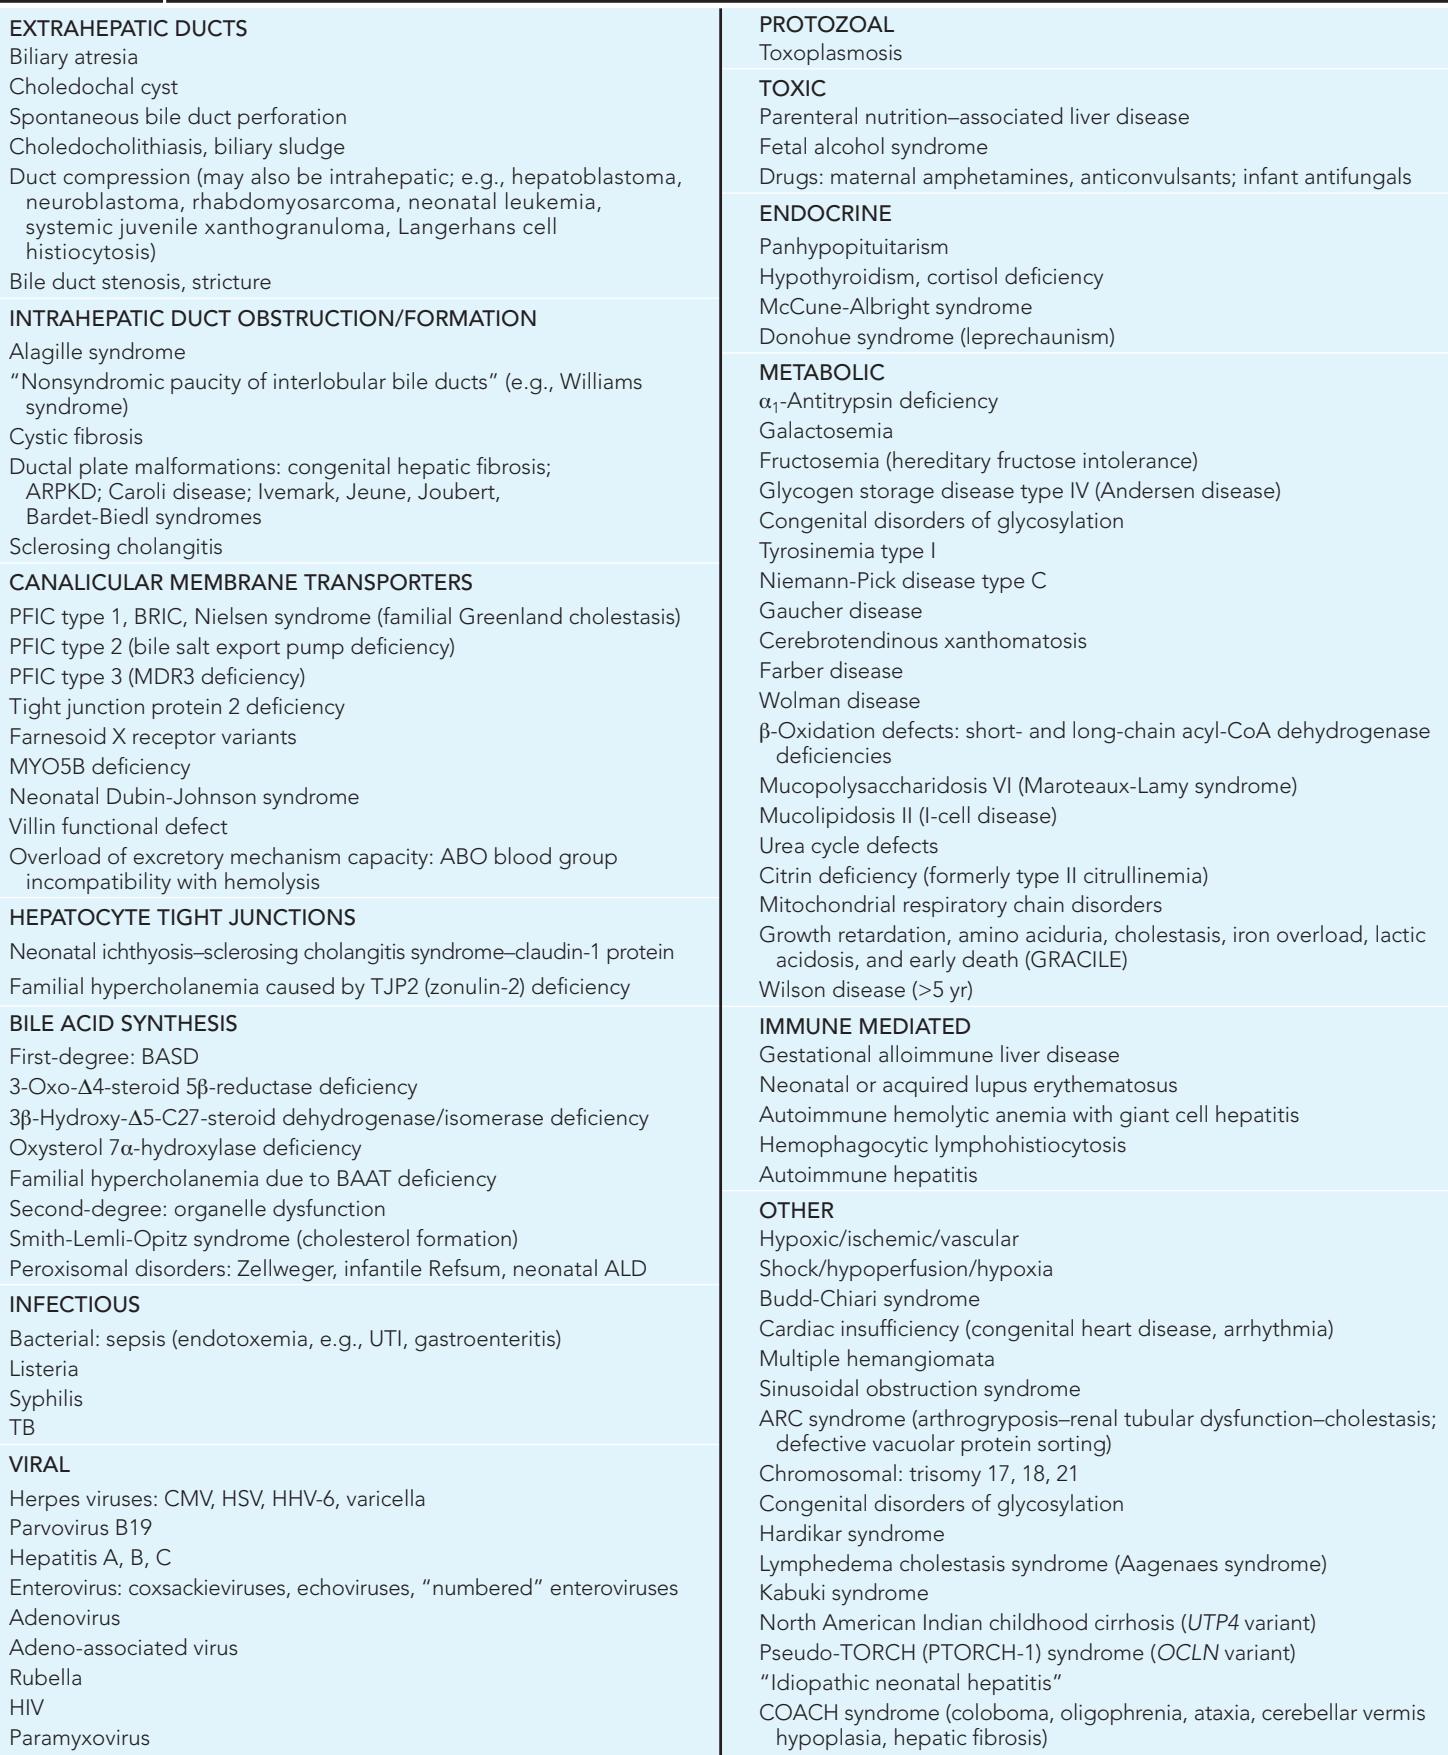 EXTRAHEPATIC DUCTS
Biliary atresia
Choledochal cyst
Spontaneous bile duct perforation
Choledocholithiasis, biliary sludge
Duct compression (may also be intrahepatic; e.g., hepatoblastoma,
neuroblastoma, rhabdomyosarcoma, neonatal leukemia,
systemic juvenile xanthogranuloma, Langerhans cell
histiocytosis)
Bile duct stenosis, stricture
INTRAHEPATIC DUCT OBSTRUCTION/FORMATION
Alagille syndrome
“Nonsyndromic paucity of interlobular bile ducts” (e.g., Williams
syndrome)
Cystic fibrosis
Ductal plate malformations: congenital hepatic fibrosis;
ARPKD; Caroli disease; Ivemark, Jeune, Joubert,
Bardet-Biedl syndromes
Sclerosing cholangitis
CANALICULAR MEMBRANE TRANSPORTERS
PFIC type 1, BRIC, Nielsen syndrome (familial Greenland cholestasis)
PFIC type 2 (bile salt export pump deficiency)
PFIC type 3 (MDR3 deficiency)
Tight junction protein 2 deficiency
Farnesoid X receptor variants
MYO5B deficiency
Neonatal Dubin-Johnson syndrome
Villin functional defect
Overload of excretory mechanism capacity: ABO blood group
incompatibility with hemolysis
HEPATOCYTE TIGHT JUNCTIONS
Neonatal ichthyosis–sclerosing cholangitis syndrome–claudin-1 protein
Familial hypercholanemia caused by TJP2 (zonulin-2) deficiency
BILE ACID SYNTHESIS
First-degree: BASD
3-Oxo-Δ4-steroid 5β-reductase deficiency
3β-Hydroxy-Δ5-C27-steroid dehydrogenase/isomerase deficiency
Oxysterol 7α-hydroxylase deficiency
Familial hypercholanemia due to BAAT deficiency
Second-degree: organelle dysfunction
Smith-Lemli-Opitz syndrome (cholesterol formation)
Peroxisomal disorders: Zellweger, infantile Refsum, neonatal ALD
INFECTIOUS
Bacterial: sepsis (endotoxemia, e.g., UTI, gastroenteritis)
Listeria
Syphilis
TB
VIRAL
Herpes viruses: CMV, HSV, HHV-6, varicella
Parvovirus B19
Hepatitis A, B, C
Enterovirus: coxsackieviruses, echoviruses, “numbered” enteroviruses
Adenovirus
Adeno-associated virus
Rubella
HIV
Paramyxovirus
PROTOZOAL
Toxoplasmosis
TOXIC
Parenteral nutrition–associated liver disease
Fetal alcohol syndrome
Drugs: maternal amphetamines, anticonvulsants; infant antifungals
ENDOCRINE
Panhypopituitarism
Hypothyroidism, cortisol deficiency
McCune-Albright syndrome
Donohue syndrome (leprechaunism)
METABOLIC
α₁-Antitrypsin deficiency
Galactosemia
Fructosemia (hereditary fructose intolerance)
Glycogen storage disease type IV (Andersen disease)
Congenital disorders of glycosylation
Tyrosinemia type I
Niemann-Pick disease type C
Gaucher disease
Cerebrotendinous xanthomatosis
Farber disease
Wolman disease
β-Oxidation defects: short- and long-chain acyl-CoA dehydrogenase
deficiencies
Mucopolysaccharidosis VI (Maroteaux-Lamy syndrome)
Mucolipidosis II (I-cell disease)
Urea cycle defects
Citrin deficiency (formerly type II citrullinemia)
Mitochondrial respiratory chain disorders
Growth retardation, amino aciduria, cholestasis, iron overload, lactic
acidosis, and early death (GRACILE)
Wilson disease (>5 yr)
IMMUNE MEDIATED
Gestational alloimmune liver disease
Neonatal or acquired lupus erythematosus
Autoimmune hemolytic anemia with giant cell hepatitis
Hemophagocytic lymphohistiocytosis
Autoimmune hepatitis
OTHER
Hypoxic/ischemic/vascular
Shock/hypoperfusion/hypoxia
Budd-Chiari syndrome
Cardiac insufficiency (congenital heart disease, arrhythmia)
Multiple hemangiomata
Sinusoidal obstruction syndrome
ARC syndrome (arthrogryposis–renal tubular dysfunction–cholestasis;
defective vacuolar protein sorting)
Chromosomal: trisomy 17, 18, 21
Congenital disorders of glycosylation
Hardikar syndrome
Lymphedema cholestasis syndrome (Aagenaes syndrome)
Kabuki syndrome
North American Indian childhood cirrhosis (UTP4 variant)
Pseudo-TORCH (PTORCH-1) syndrome (OCLN variant)
“Idiopathic neonatal hepatitis”
COACH syndrome (coloboma, oligophrenia, ataxia, cerebellar vermis
hypoplasia, hepatic fibrosis)